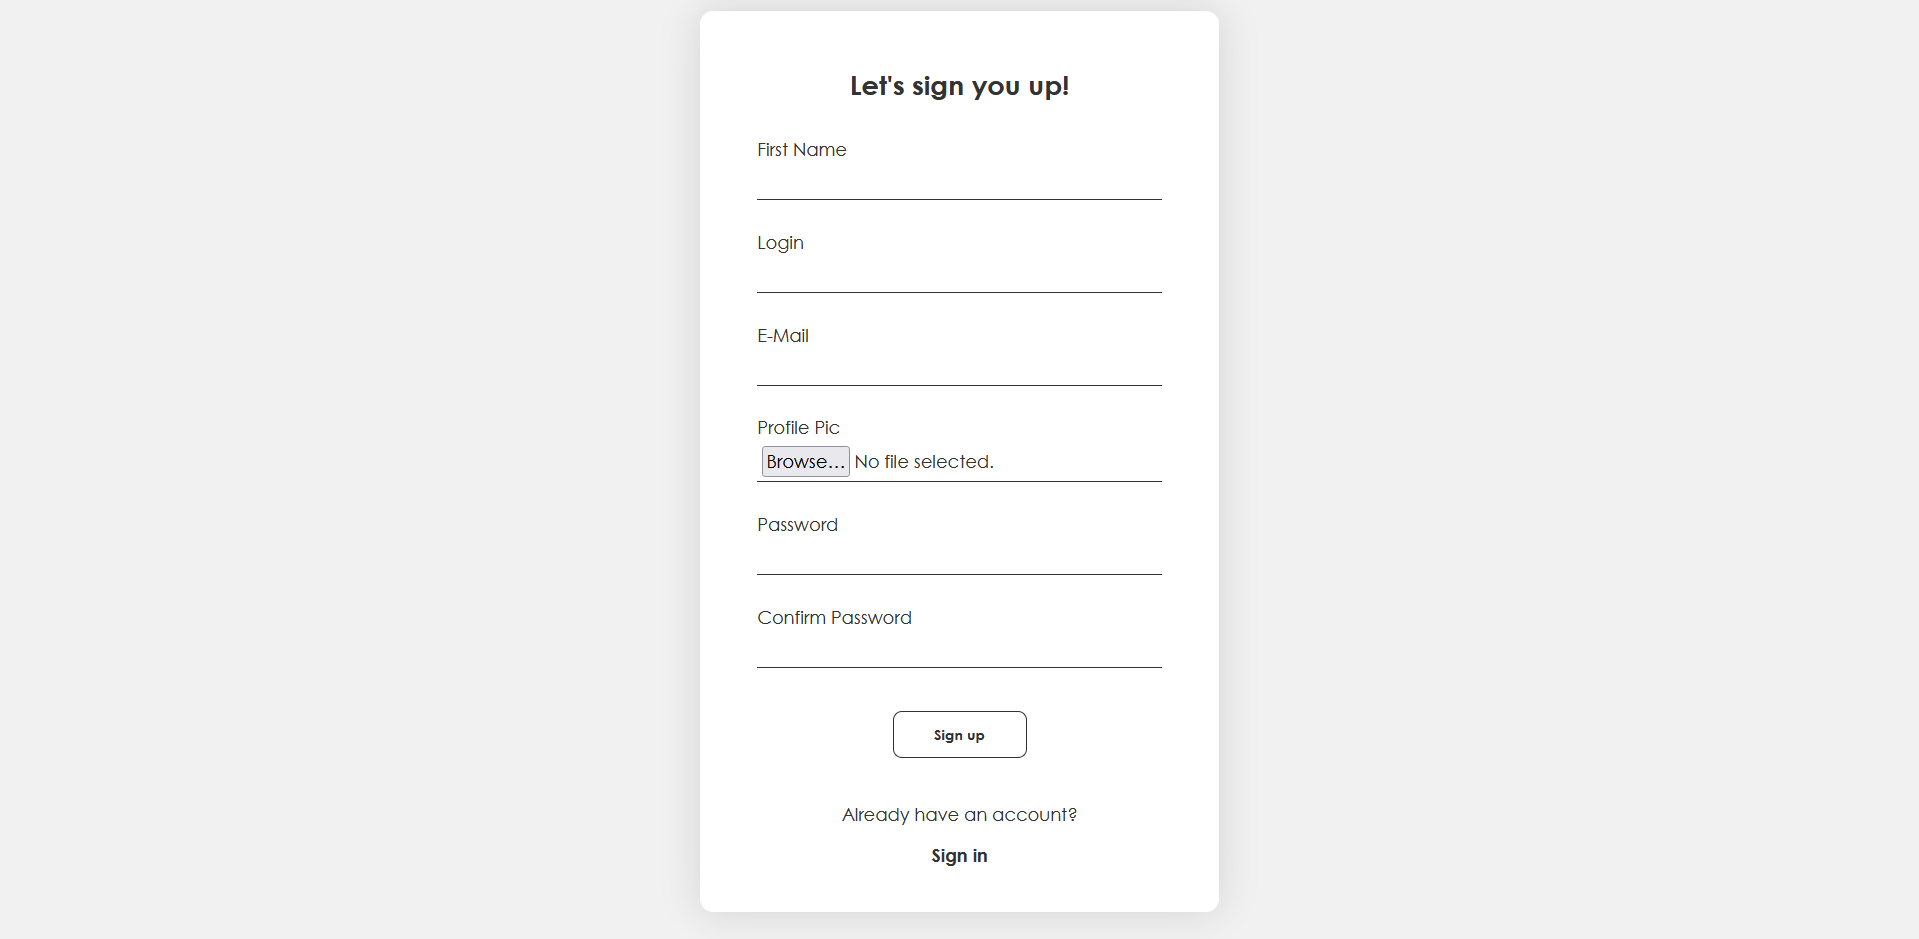 Let's sign you up!
First Name
Login
E-Mail
Profile Pic
Browse... No file selected.
Password
Confirm Password
Sign up
Already have an account?
Sign in